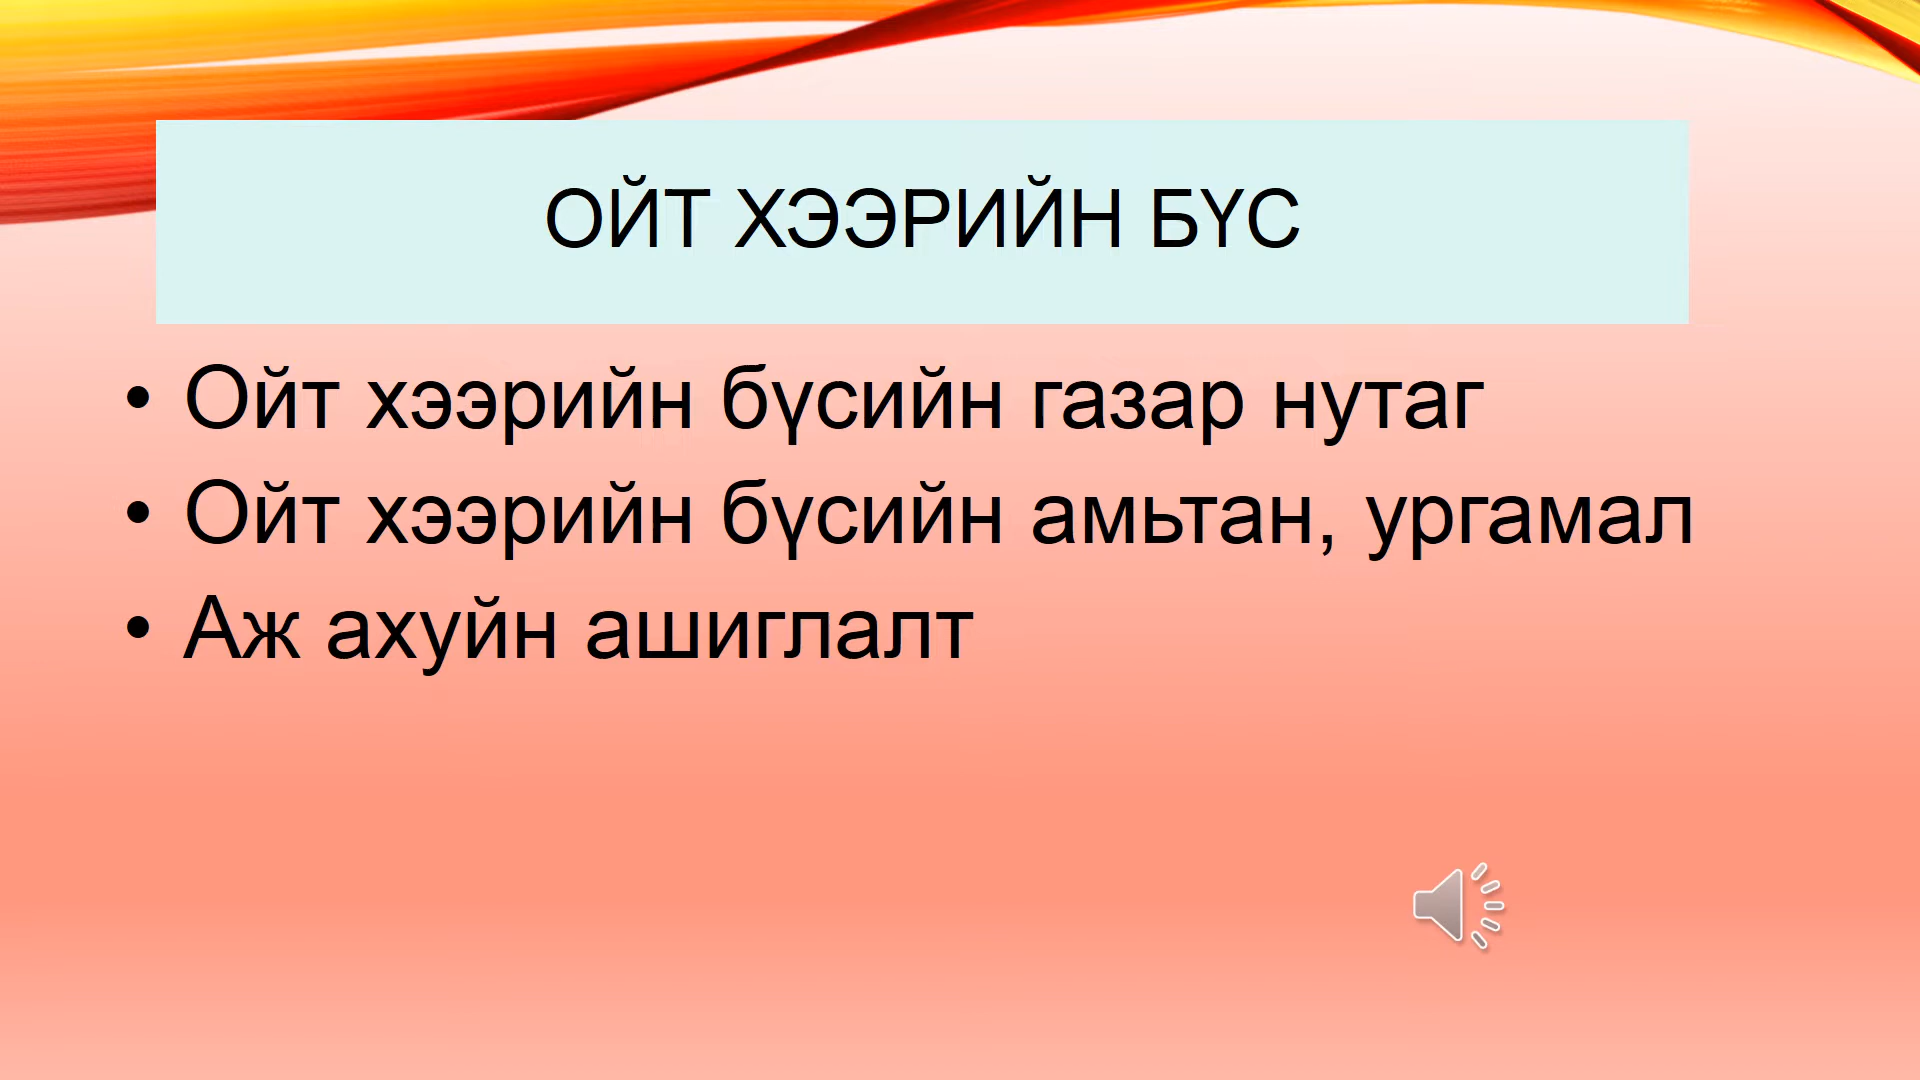 ОЙТ ХЭЭРИЙН БҮС
• Ойт хээрийн бүсийн газар нутаг
• Ойт хээрийн бүсийн амьтан, ургамал
• Аж ахуйн ашиглалт